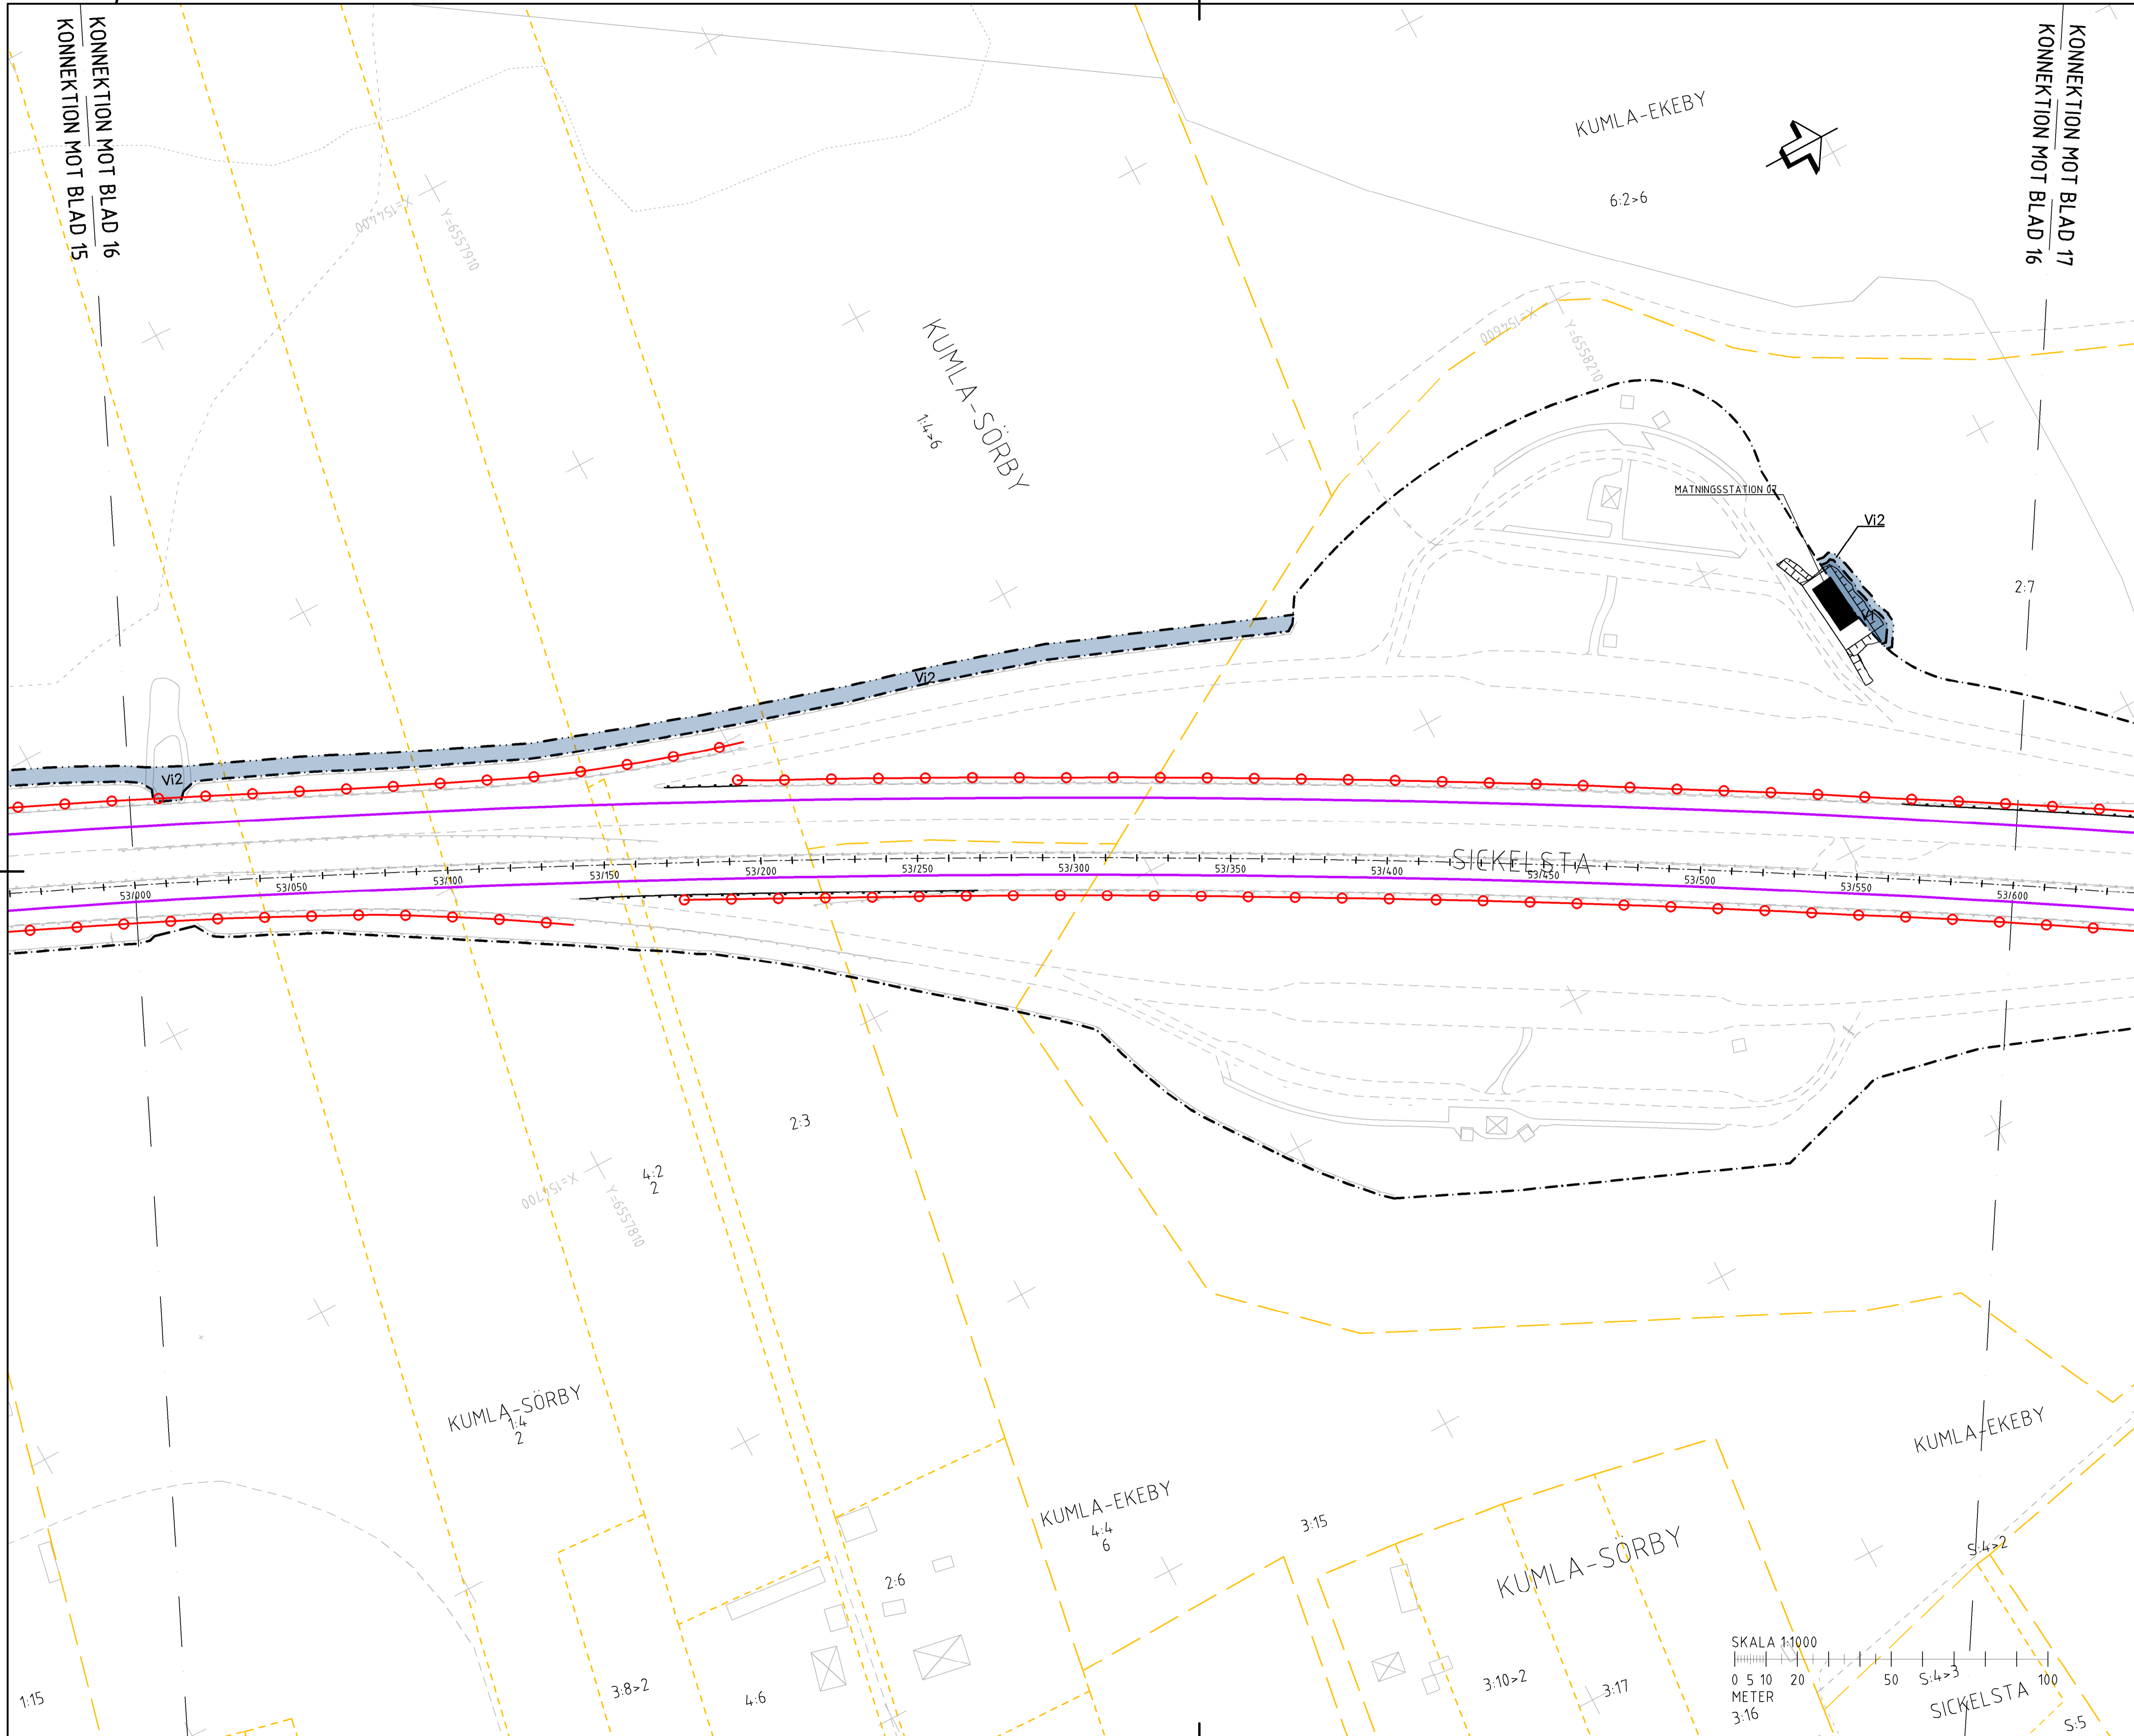 KONNEKTION MOT BLAD 16
KONNEKTION MOT BLAD 15
KONNEKTION MOT BLAD 17
KONNEKTION MOT BLAD 16
KUMLA-EKEBY
6:2>6
X=154400
Y=6557910
X=154600
Y=6558210
KUMLA-SÖRBY
1:4>6
MATNINGSSTATION 07
Vi2
2:7
Vi2
Vi2
SICKELSTA
53/000
53/050
53/100
53/150
53/200
53/250
53/300
53/350
53/400
53/450
53/500
53/550
53/600
2:3
4:2
2
X=154700
Y=6557810
KUMLA-SÖRBY
1:4
2
KUMLA-EKEBY
KUMLA-EKEBY
4:4
6
3:15
KUMLA-SÖRBY
S:4>2
2:6
1:15
3:8>2
4:6
3:10>2
3:17
SKALA 1:1000
0 5 10 20 50 100
METER
3:16
S:4>3
SICKELSTA
S:5